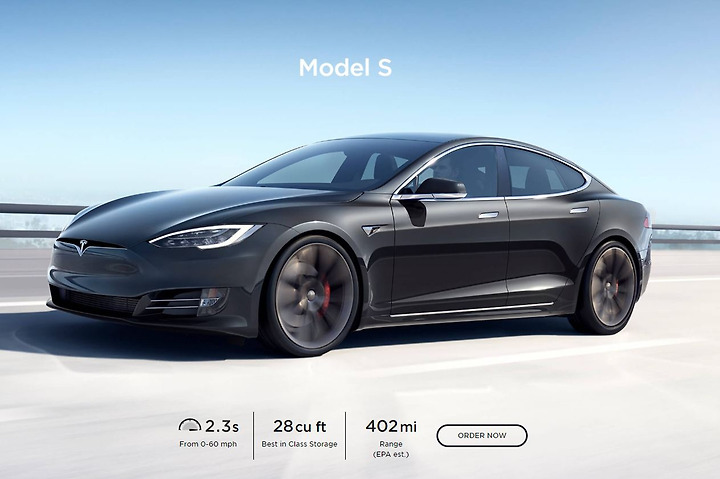 Model S
2.3s
From 0-60 mph
28cu ft
Best in Class Storage
402mi
Range
(EPA est.)
ORDER NOW